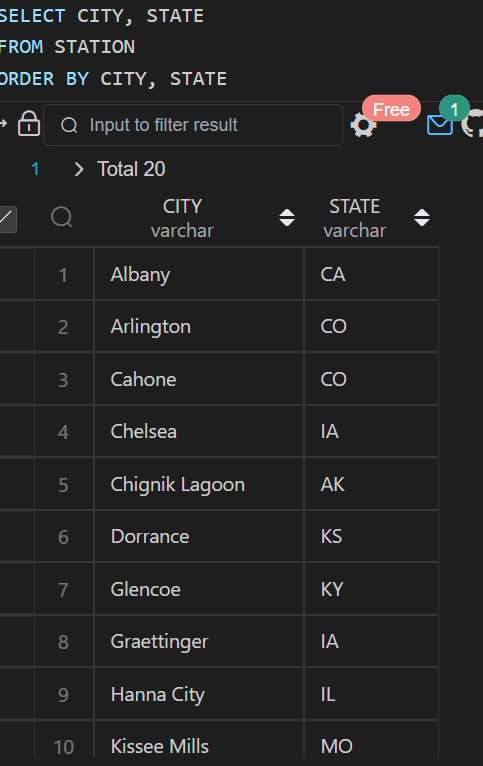 SELECT CITY, STATE
FROM STATION
ORDER BY CITY, STATE
Input to filter result
Free
1
1
Total 20
CITY STATE
varchar varchar
1 Albany CA
2 Arlington CO
3 Cahone CO
4 Chelsea IA
5 Chignik Lagoon AK
6 Dorrance KS
7 Glencoe KY
8 Graettinger IA
9 Hanna City IL
10 Kissee Mills MO